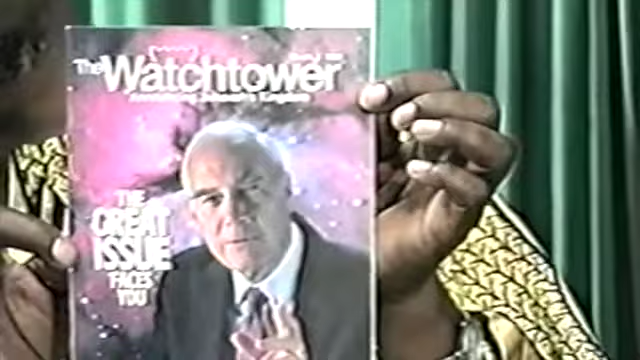 The Watchtower
Announcing Jehovah's Kingdom
THE
GREAT
ISSUE
FACES
YOU